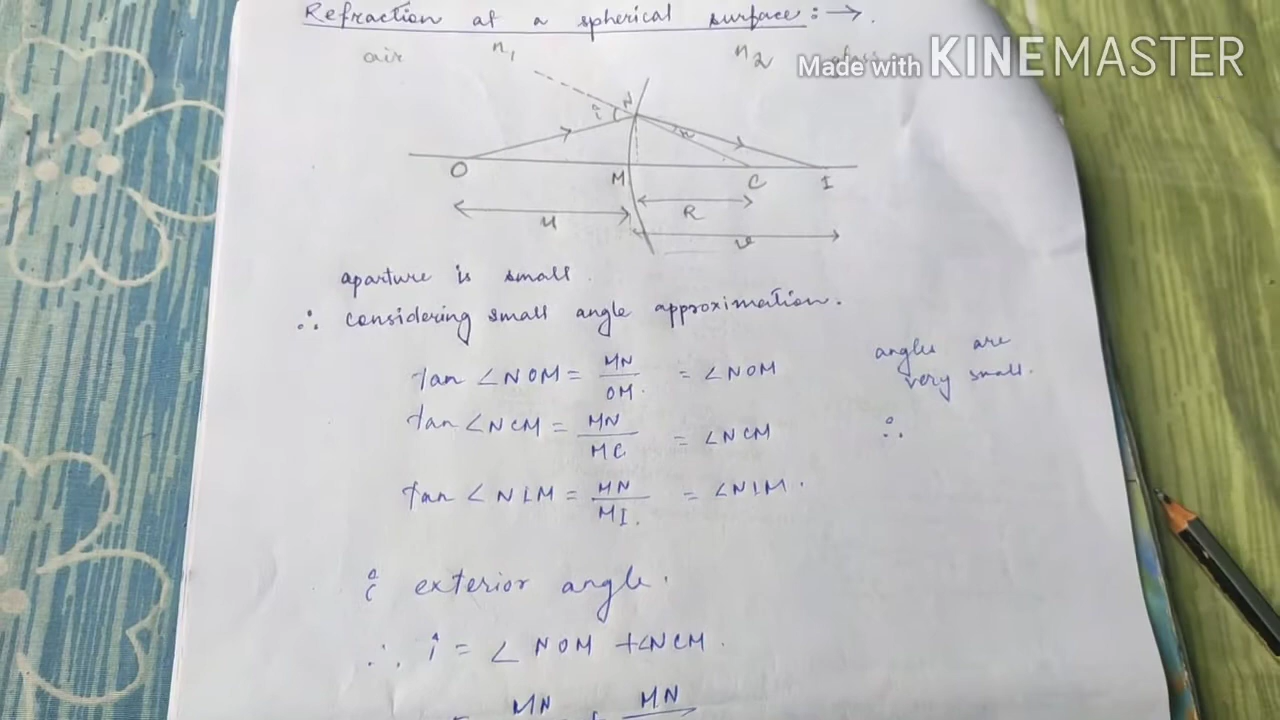 Refraction at a spherical surface :→.
air n₁ n₂
Made with KINEMASTER
N
i
r
O M C I
u R
v
aparture is small.
∴ considering small angle approximation.
tan ∠NOM = MN/OM. = ∠NOM
angles are
very small.
tan ∠NCM = MN/MC = ∠NCM ∴
tan ∠NIM = MN/MI. = ∠NIM.
i exterior angle.
∴ i = ∠NOM + ∠NCM.
= MN + MN